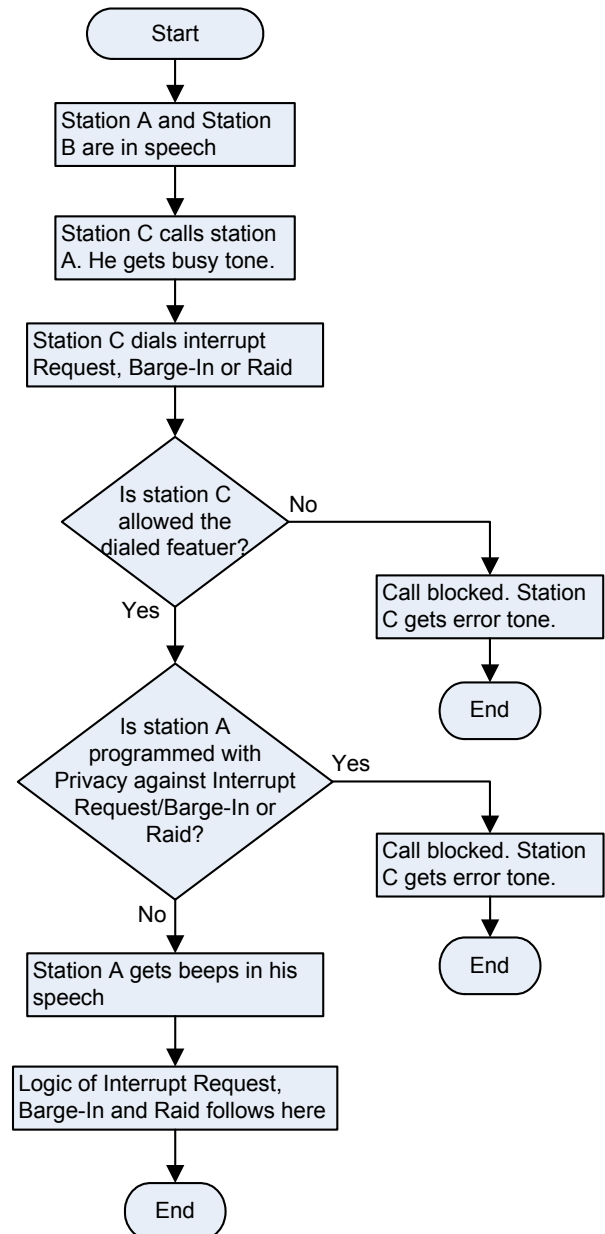 Start
Station A and Station
B are in speech
Station C calls station
A. He gets busy tone.
Station C dials interrupt
Request, Barge-In or Raid
Is station C
allowed the
dialed featuer?
No
Yes
Call blocked. Station
C gets error tone.
End
Is station A
programmed with
Privacy against Interrupt
Request/Barge-In or
Raid?
Yes
No
Call blocked. Station
C gets error tone.
End
Station A gets beeps in his
speech
Logic of Interrupt Request,
Barge-In and Raid follows here
End